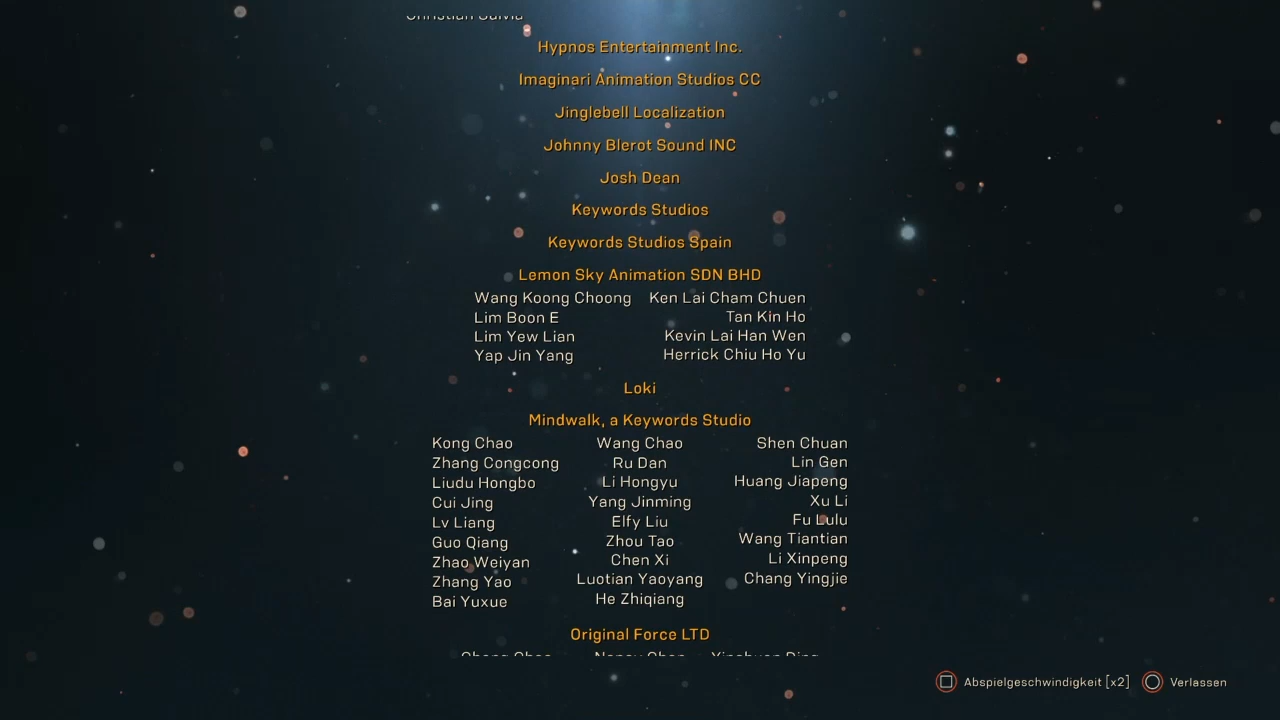 Hypnos Entertainment Inc.
Imaginari Animation Studios CC
Jinglebell Localization
Johnny Blerot Sound INC
Josh Dean
Keywords Studios
Keywords Studios Spain
Lemon Sky Animation SDN BHD
Wang Koong Choong Ken Lai Cham Chuen
Lim Boon E Tan Kin Ho
Lim Yew Lian Kevin Lai Han Wen
Yap Jin Yang Herrick Chiu Ho Yu
Loki
Mindwalk, a Keywords Studio
Kong Chao Wang Chao Shen Chuan
Zhang Congcong Ru Dan Lin Gen
Liudu Hongbo Li Hongyu Huang Jiapeng
Cui Jing Yang Jinming Xu Li
Lv Liang Elfy Liu Fu Lulu
Guo Qiang Zhou Tao Wang Tiantian
Zhao Weiyan Chen Xi Li Xinpeng
Zhang Yao Luotian Yaoyang Chang Yingjie
Bai Yuxue He Zhiqiang
Original Force LTD
Abspielgeschwindigkeit [x2] Verlassen